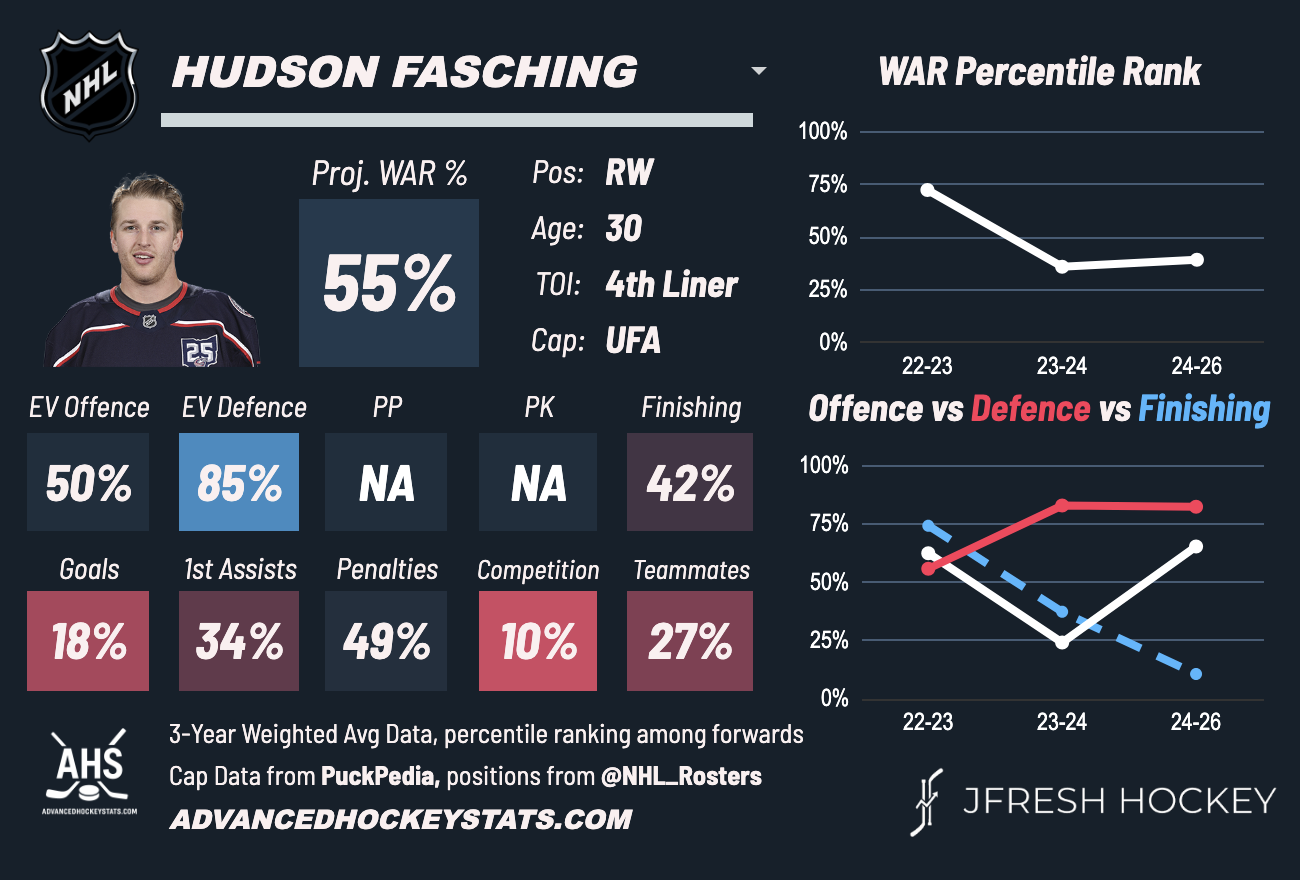 NHL
HUDSON FASCHING
WAR Percentile Rank
Proj. WAR %
55%
Pos: RW
Age: 30
TOI: 4th Liner
Cap: UFA
25
100%
75%
50%
25%
0%
22-23 23-24 24-26
EV Offence EV Defence PP PK Finishing
50% 85% NA NA 42%
Goals 1st Assists Penalties Competition Teammates
18% 34% 49% 10% 27%
Offence vs Defence vs Finishing
100%
75%
50%
25%
0%
22-23 23-24 24-26
AHS
ADVANCEDHOCKEYSTATS.COM
3-Year Weighted Avg Data, percentile ranking among forwards
Cap Data from PuckPedia, positions from @NHL_Rosters
ADVANCEDHOCKEYSTATS.COM
JFRESH HOCKEY